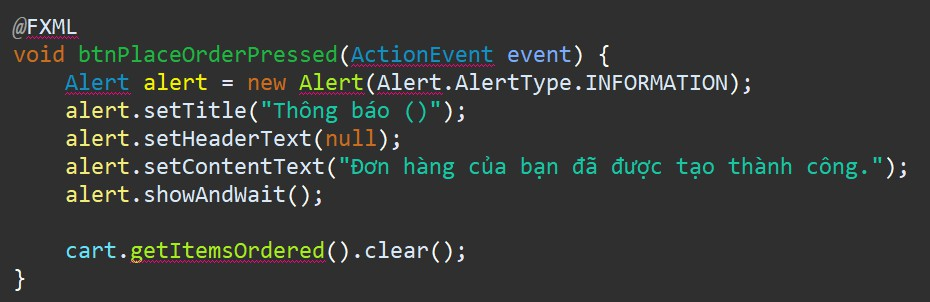 @FXML
void btnPlaceOrderPressed(ActionEvent event) {
    Alert alert = new Alert(Alert.AlertType.INFORMATION);
    alert.setTitle("Thông báo ()");
    alert.setHeaderText(null);
    alert.setContentText("Đơn hàng của bạn đã được tạo thành công.");
    alert.showAndWait();

    cart.getItemsOrdered().clear();
}